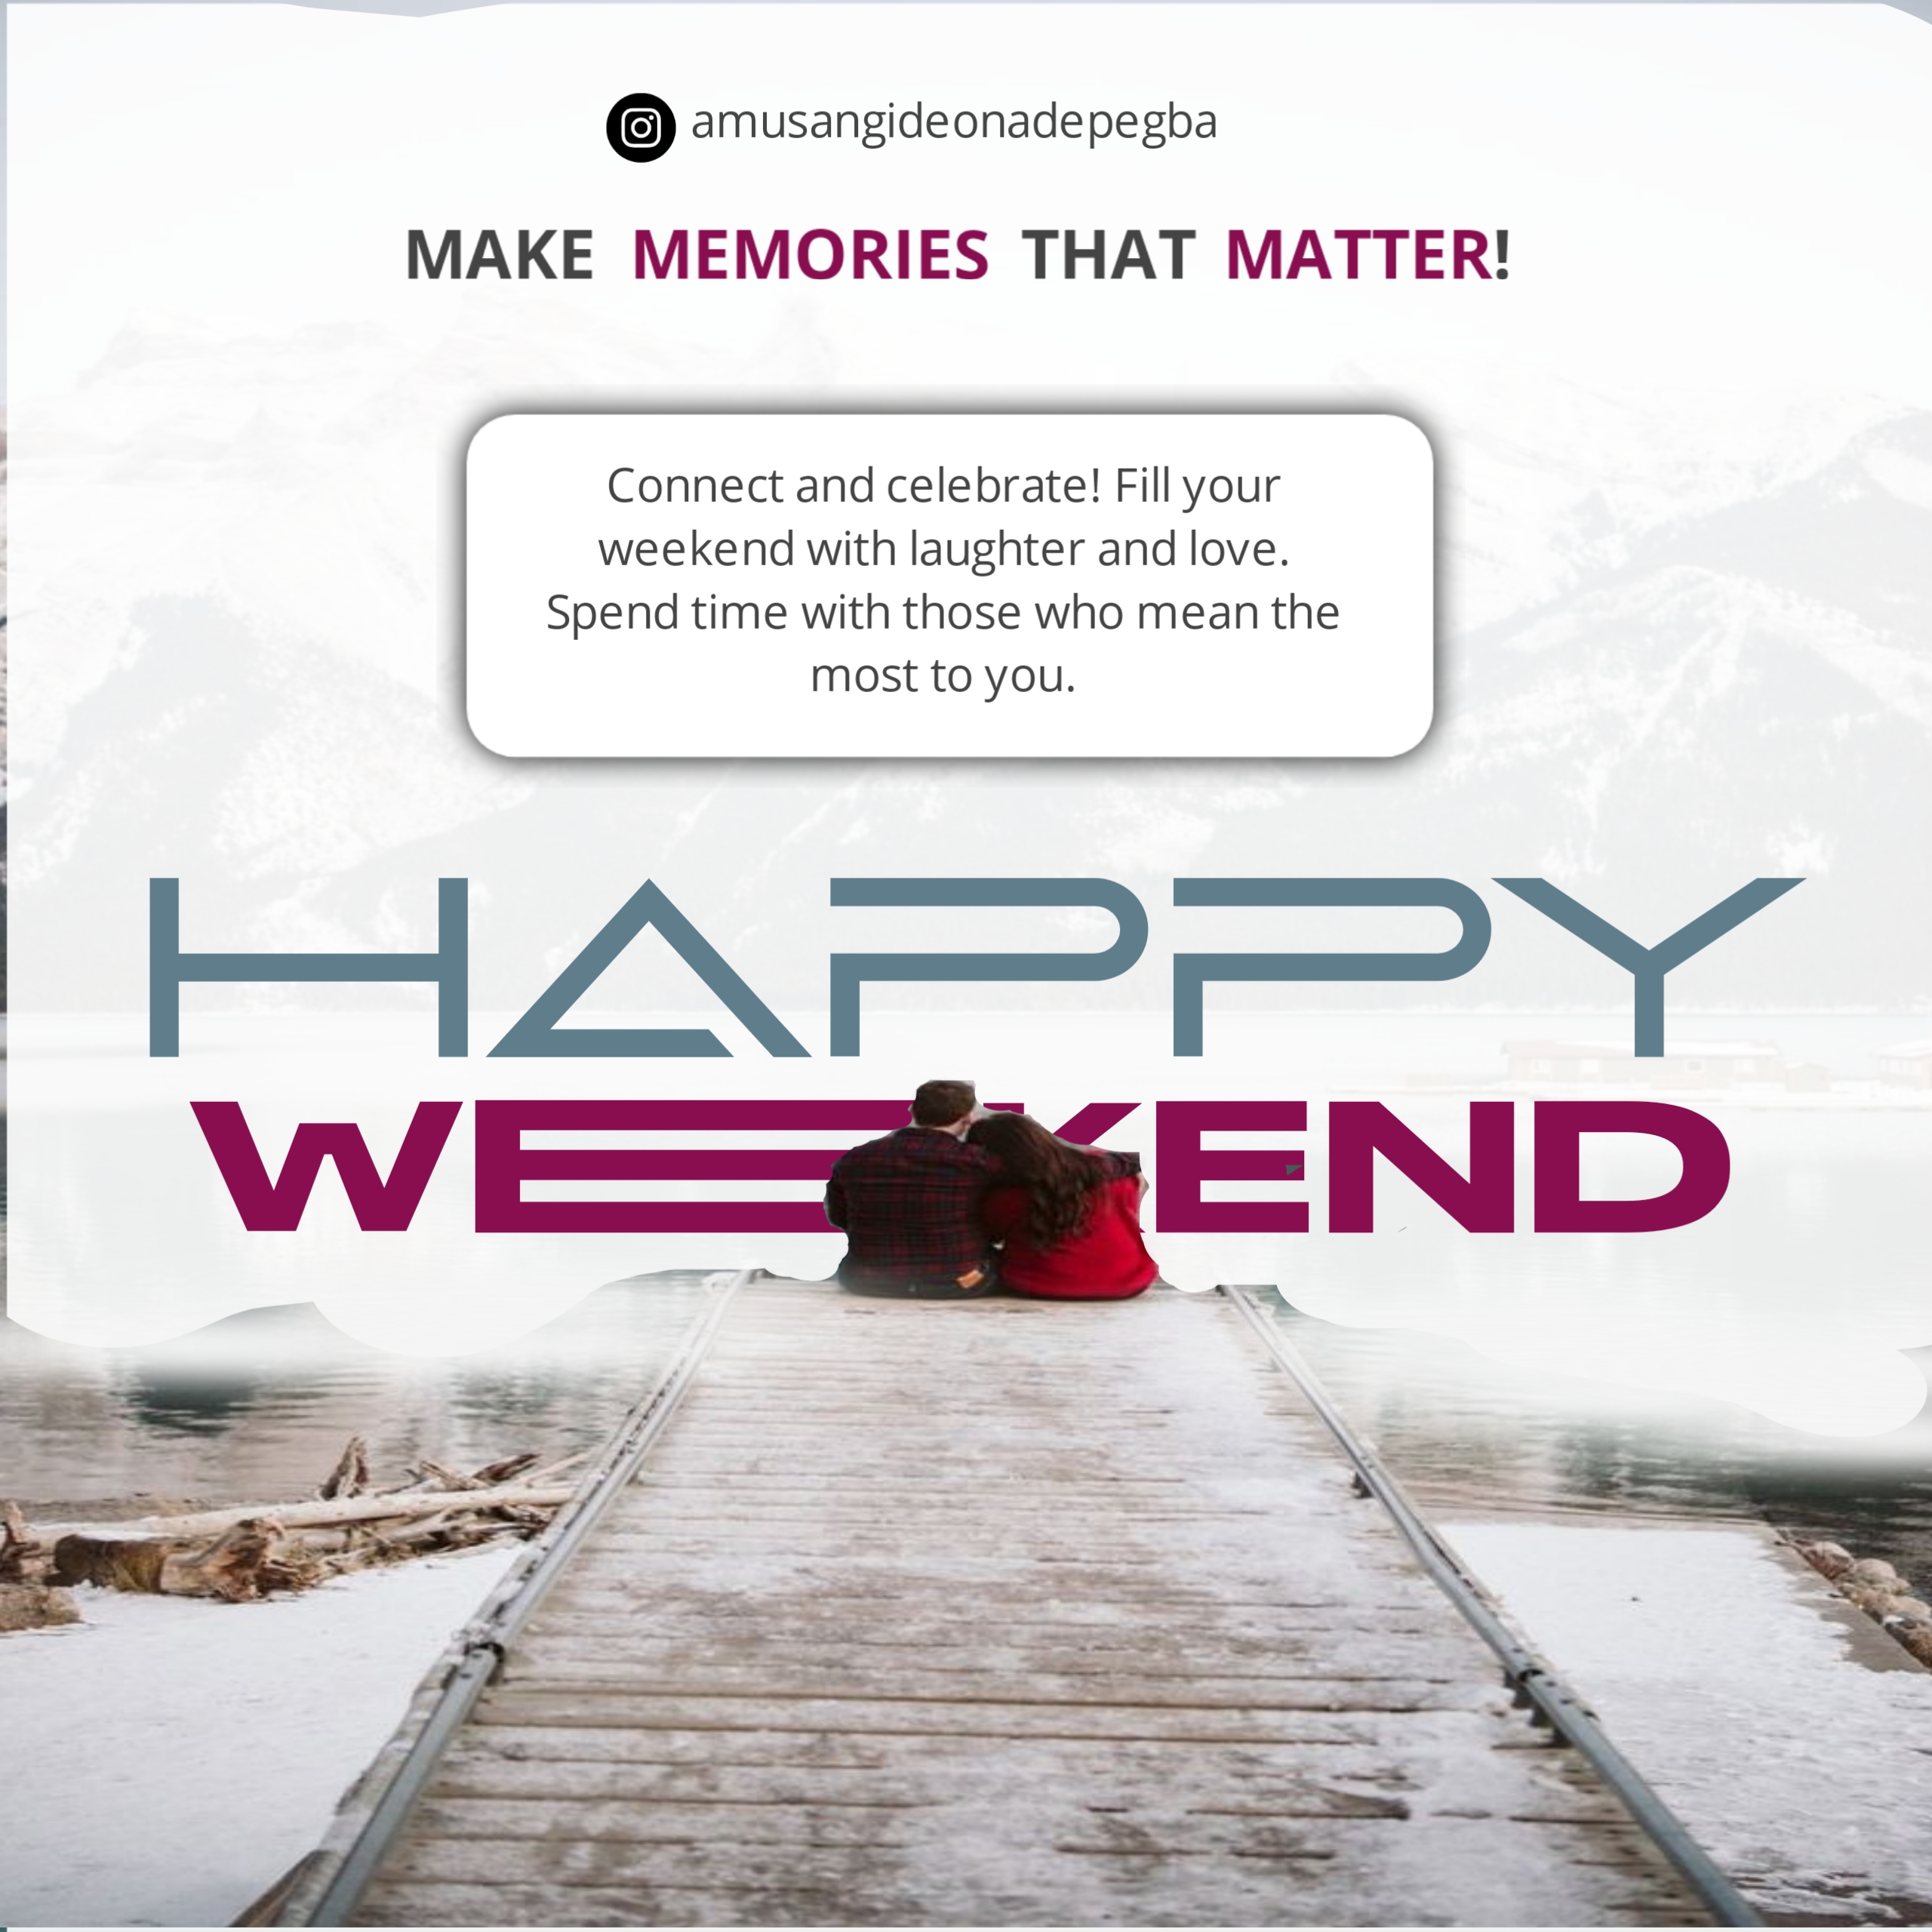 amusangideonadepegba
MAKE MEMORIES THAT MATTER!
Connect and celebrate! Fill your
weekend with laughter and love.
Spend time with those who mean the
most to you.
HAPPY
WEEKEND